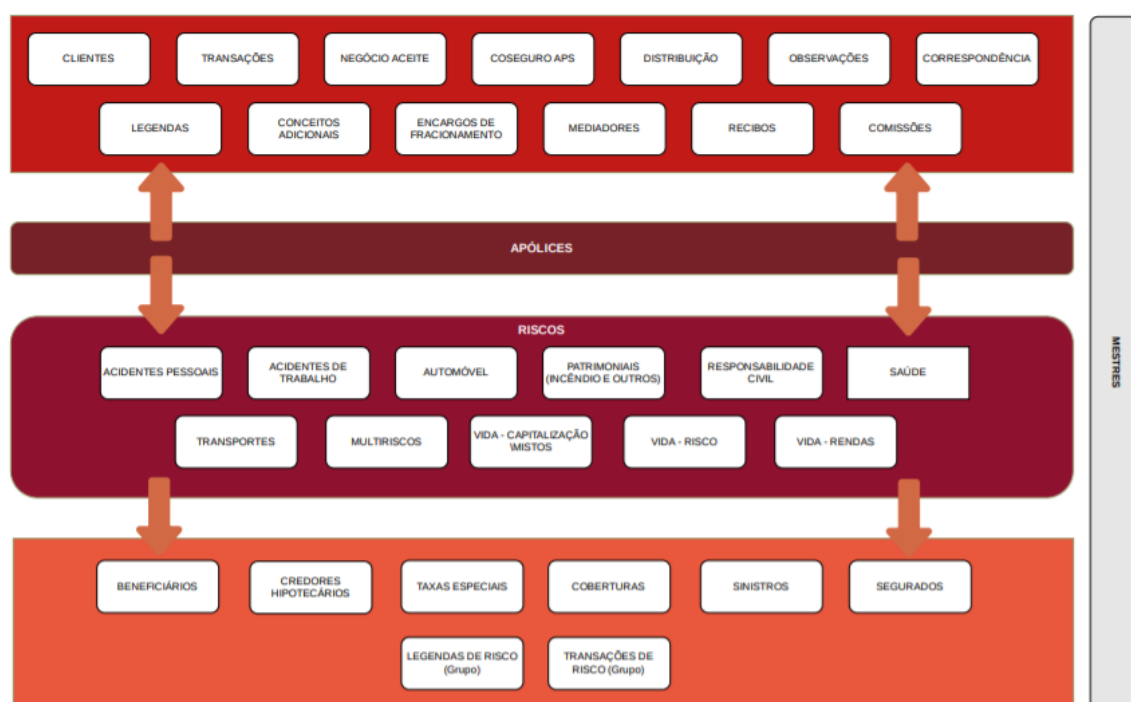 CLIENTES
TRANSAÇÕES
NEGÓCIO ACEITE
COSEGURO APS
DISTRIBUIÇÃO
OBSERVAÇÕES
CORRESPONDÊNCIA
LEGENDAS
CONCEITOS
ADICIONAIS
ENCARGOS DE
FRACIONAMENTO
MEDIADORES
RECIBOS
COMISSÕES
APÓLICES
RISCOS
ACIDENTES PESSOAIS
ACIDENTES DE
TRABALHO
AUTOMÓVEL
PATRIMONIAIS
(INCÊNDIO E OUTROS)
RESPONSABILIDADE
CIVIL
SAÚDE
TRANSPORTES
MULTIRISCOS
VIDA - CAPITALIZAÇÃO
\MISTOS
VIDA - RISCO
VIDA - RENDAS
BENEFICIÁRIOS
CREDORES
HIPOTECÁRIOS
TAXAS ESPECIAIS
COBERTURAS
SINISTROS
SEGURADOS
LEGENDAS DE RISCO
(Grupo)
TRANSAÇÕES DE
RISCO (Grupo)
MESTRES